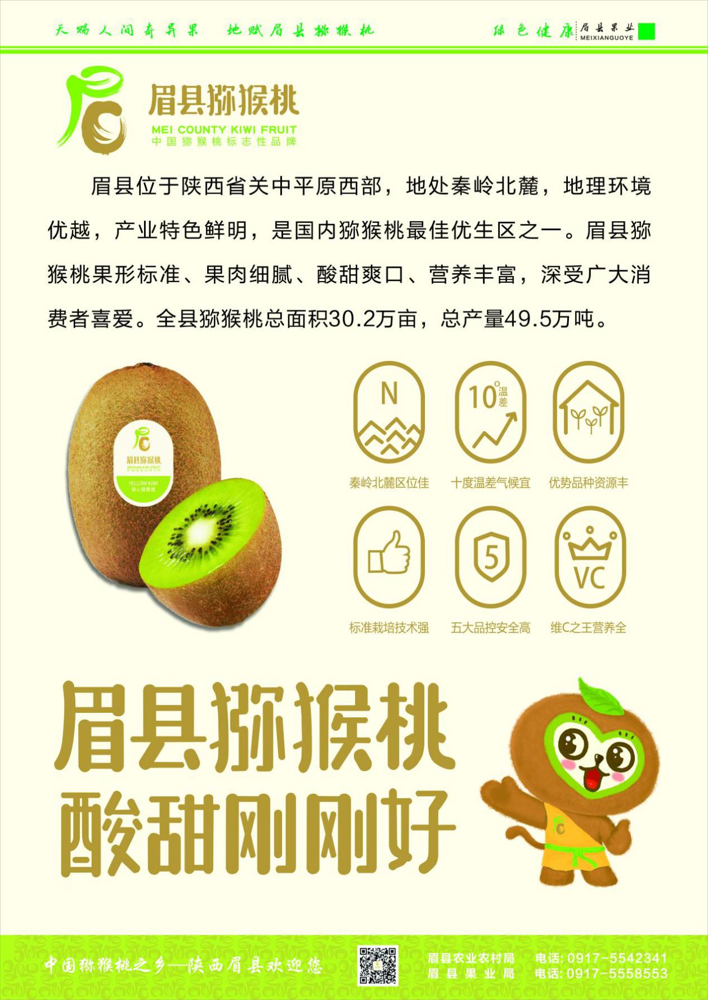 天赐人间奇异果 地赋眉县猕猴桃
绿色健康
眉县果业
MEIXIANGUOYE
眉县猕猴桃
MEI COUNTY KIWI FRUIT
中国猕猴桃标志性品牌
眉县位于陕西省关中平原西部，地处秦岭北麓，地理环境
优越，产业特色鲜明，是国内猕猴桃最佳优生区之一。眉县猕
猴桃果形标准、果肉细腻、酸甜爽口、营养丰富，深受广大消
费者喜爱。全县猕猴桃总面积30.2万亩，总产量49.5万吨。
眉县猕猴桃
YELLOW KIWI
绿心猕猴桃
N
10°温差
秦岭北麓区位佳 十度温差气候宜 优势品种资源丰
5
VC
标准栽培技术强 五大品控安全高 维C之王营养全
眉县猕猴桃
酸甜刚刚好
中国猕猴桃之乡—陕西眉县欢迎您
眉县农业农村局 电话：0917-5542341
眉县果业局 电话：0917-5558553